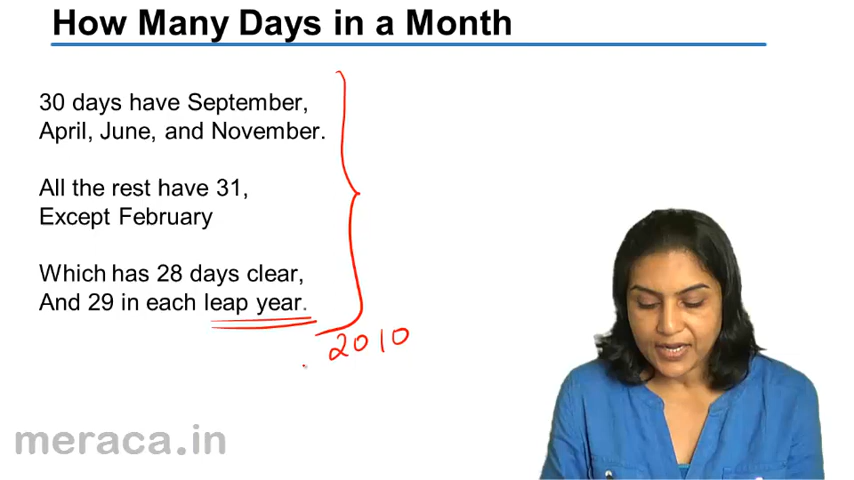 How Many Days in a Month
30 days have September,
April, June, and November.
All the rest have 31,
Except February
Which has 28 days clear,
And 29 in each leap year.
2010
meraca.in